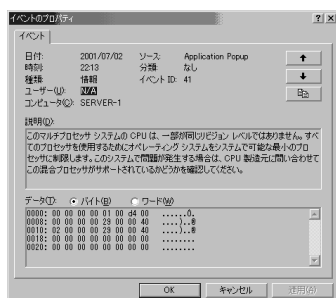 イベントのプロパティ
イベント
日付: 2001/07/02 ソース: Application Popup
時刻: 22:13 分類: なし
種類: 情報 イベント ID: 41
ユーザー(U): N/A
コンピュータ(C): SERVER-1
説明(D):
このマルチプロセッサ システムの CPU は、一部が同じリビジョン レベルではありません。すべ
てのプロセッサを使用するためにオペレーティング システムをシステムで可能な最小のプロ
セッサに制限します。このシステムで問題が発生する場合は、CPU 製造元に問い合わせて
この混合プロセッサがサポートされているかどうかを確認してください。
データ(T): バイト(B) ワード(W)
0000: 00 00 00 00 01 00 d4 00 ......Ô.
0008: 00 00 00 00 29 00 00 40 ....)..@
0010: 02 00 00 00 29 00 00 40 ....)..@
0018: 00 00 00 00 00 00 00 00 ........
0020: 00 00 00 00 00 00 00 00 ........
OK キャンセル 適用(A)